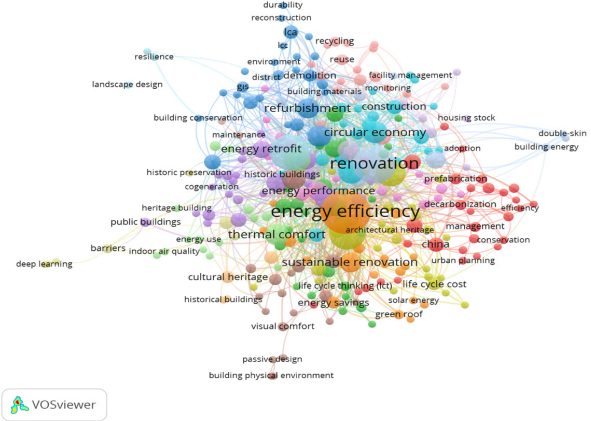 durability
reconstruction
lca
lcc
recycling
resilience
environment
reuse
district
demolition
facility management
landscape design
gis
building materials
monitoring
refurbishment
construction
building conservation
housing stock
maintenance
circular economy
double-skin
energy retrofit
adoption
building energy
renovation
historic preservation
historic buildings
prefabrication
cogeneration
energy performance
decarbonization
heritage building
energy efficiency
efficiency
public buildings
management
thermal comfort
architectural heritage
energy use
china
conservation
barriers
indoor air quality
urban planning
deep learning
sustainable renovation
cultural heritage
life cycle thinking (lct)
life cycle cost
historical buildings
energy savings
solar energy
green roof
visual comfort
passive design
building physical environment
VOSviewer